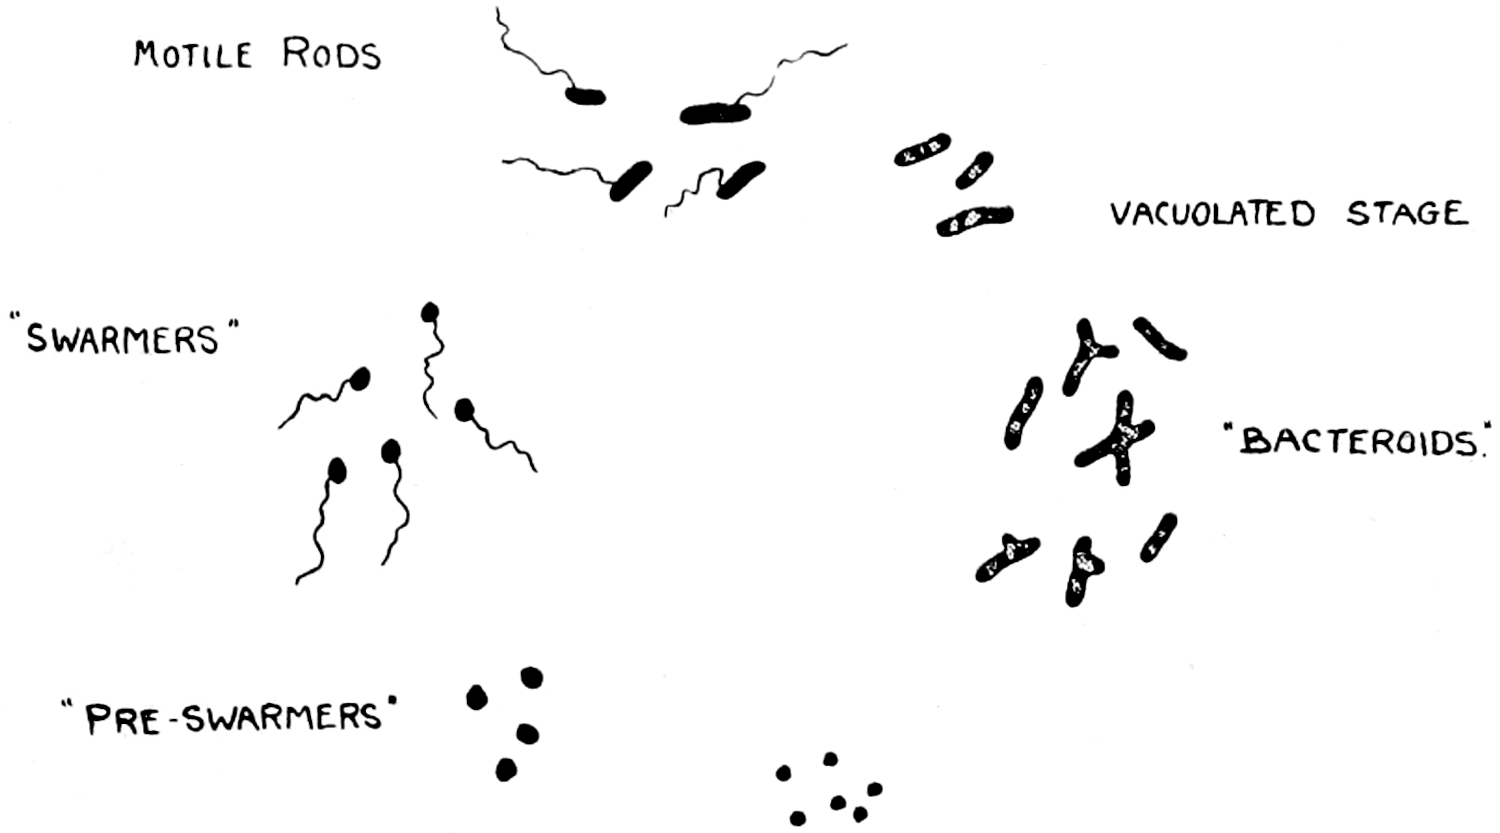 MOTILE RODS
VACUOLATED STAGE
"SWARMERS"
"BACTEROIDS."
"PRE-SWARMERS"